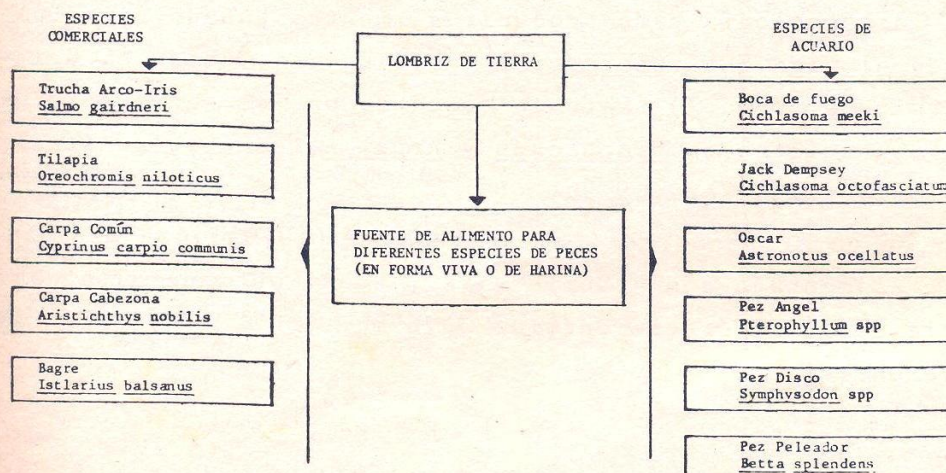 ESPECIES
COMERCIALES
Trucha Arco-Iris
Salmo gairdneri
Tilapia
Oreochromis niloticus
Carpa Común
Cyprinus carpio communis
Carpa Cabezona
Aristichthys nobilis
Bagre
Istlarius balsanus
LOMBRIZ DE TIERRA
FUENTE DE ALIMENTO PARA
DIFERENTES ESPECIES DE PECES
(EN FORMA VIVA O DE HARINA)
ESPECIES DE
ACUARIO
Boca de fuego
Cichlasoma meeki
Jack Dempsey
Cichlasoma octofasciatum
Oscar
Astronotus ocellatus
Pez Angel
Pterophyllum spp
Pez Disco
Symphysodon spp
Pez Peleador
Betta splendens